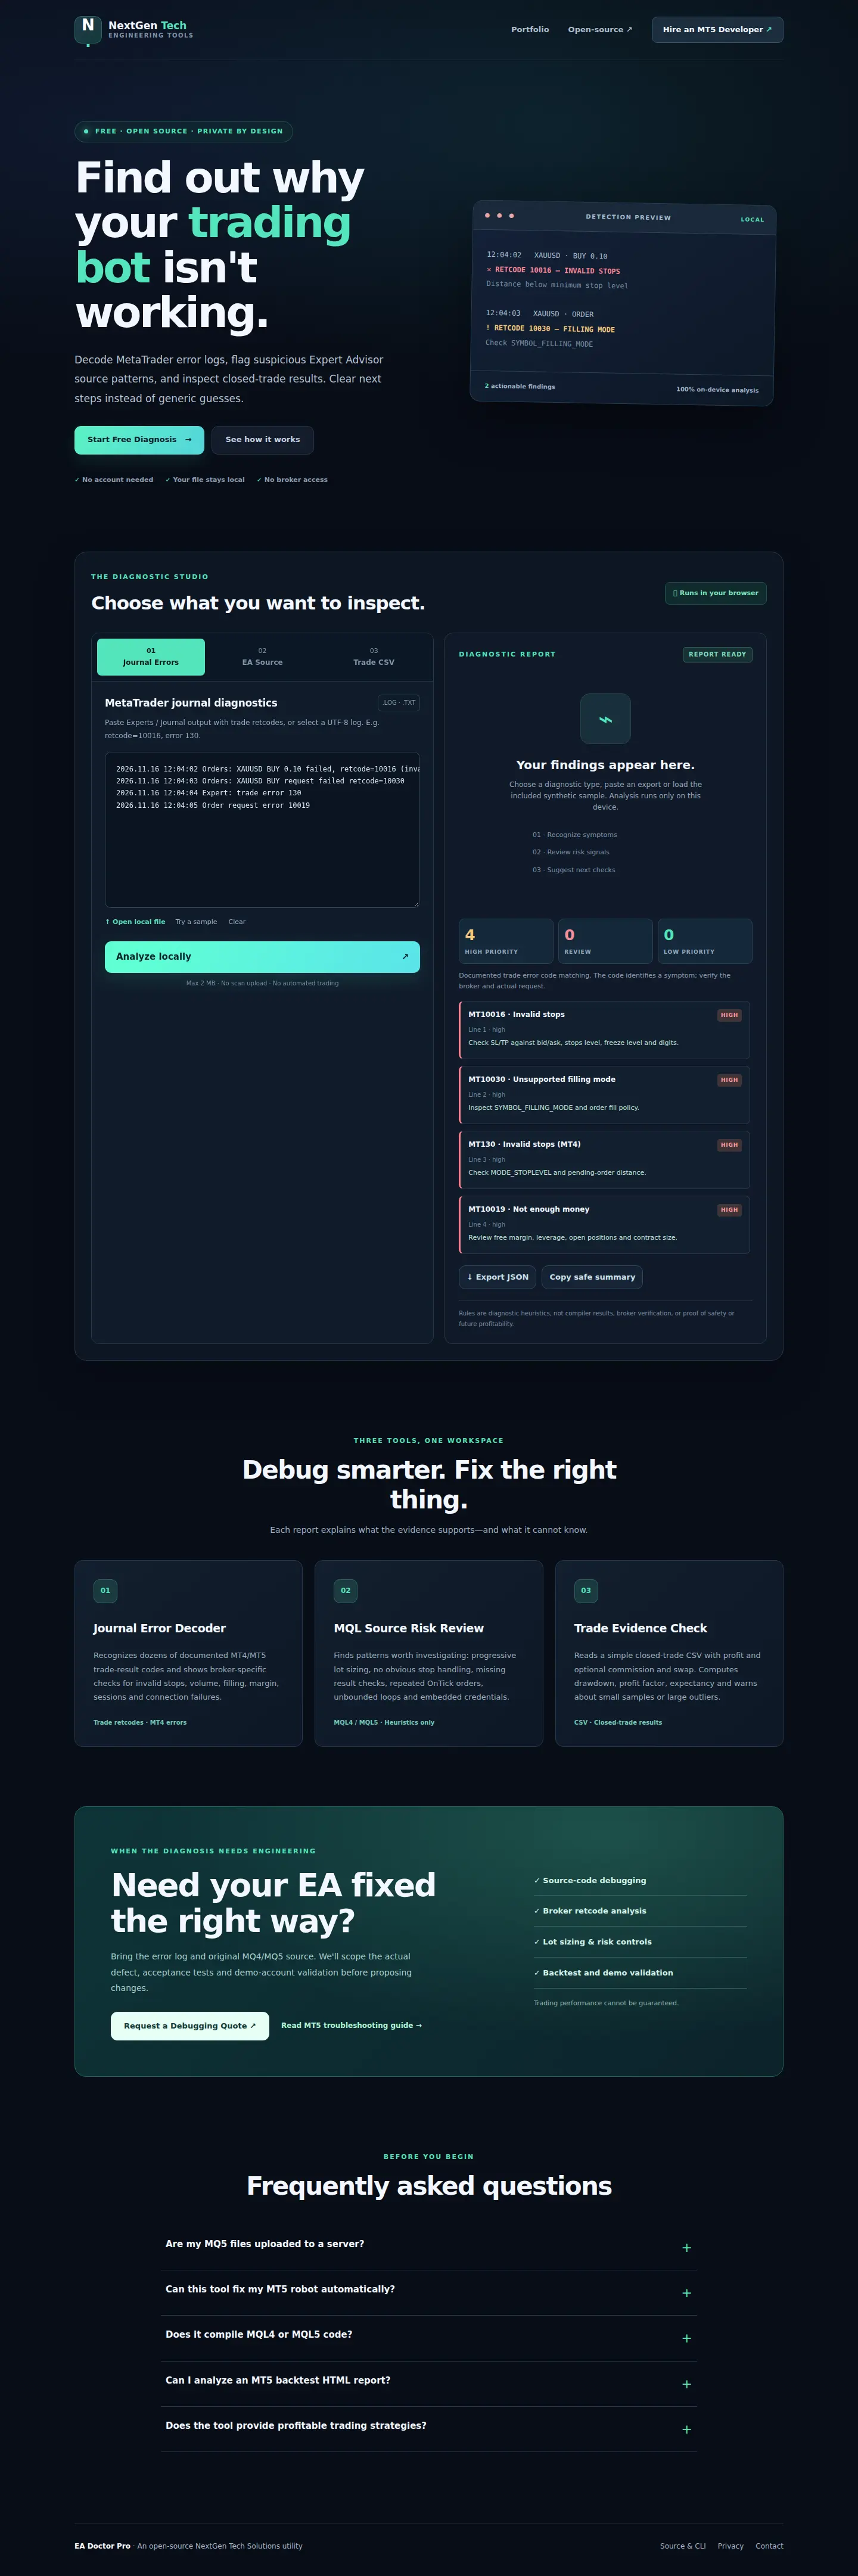 N
NextGen Tech
ENGINEERING TOOLS
Portfolio
Open-source ↗
Hire an MT5 Developer ↗
FREE · OPEN SOURCE · PRIVATE BY DESIGN
Find out why
your trading
bot isn't
working.
Decode MetaTrader error logs, flag suspicious Expert Advisor
source patterns, and inspect closed-trade results. Clear next
steps instead of generic guesses.
Start Free Diagnosis →
See how it works
✓ No account needed
✓ Your file stays local
✓ No broker access
DETECTION PREVIEW
LOCAL
12:04:02 XAUUSD · BUY 0.10
× RETCODE 10016 — INVALID STOPS
Distance below minimum stop level
12:04:03 XAUUSD · ORDER
! RETCODE 10030 — FILLING MODE
Check SYMBOL_FILLING_MODE
2 actionable findings
100% on-device analysis
THE DIAGNOSTIC STUDIO
Choose what you want to inspect.
Runs in your browser
01
Journal Errors
02
EA Source
03
Trade CSV
MetaTrader journal diagnostics
.LOG · .TXT
Paste Experts / Journal output with trade retcodes, or select a UTF-8 log. E.g.
retcode=10016, error 130.
2026.11.16 12:04:02 Orders: XAUUSD BUY 0.10 failed, retcode=10016 (inva
2026.11.16 12:04:03 Orders: XAUUSD BUY request failed retcode=10030
2026.11.16 12:04:04 Expert: trade error 130
2026.11.16 12:04:05 Order request error 10019
↑ Open local file
Try a sample
Clear
Analyze locally ↗
Max 2 MB · No scan upload · No automated trading
DIAGNOSTIC REPORT
REPORT READY
Your findings appear here.
Choose a diagnostic type, paste an export or load the
included synthetic sample. Analysis runs only on this
device.
01 · Recognize symptoms
02 · Review risk signals
03 · Suggest next checks
4
HIGH PRIORITY
0
REVIEW
0
LOW PRIORITY
Documented trade error code matching. The code identifies a symptom; verify the
broker and actual request.
MT10016 · Invalid stops
HIGH
Line 1 · high
Check SL/TP against bid/ask, stops level, freeze level and digits.
MT10030 · Unsupported filling mode
HIGH
Line 2 · high
Inspect SYMBOL_FILLING_MODE and order fill policy.
MT130 · Invalid stops (MT4)
HIGH
Line 3 · high
Check MODE_STOPLEVEL and pending-order distance.
MT10019 · Not enough money
HIGH
Line 4 · high
Review free margin, leverage, open positions and contract size.
↓ Export JSON
Copy safe summary
Rules are diagnostic heuristics, not compiler results, broker verification, or proof of safety or
future profitability.
THREE TOOLS, ONE WORKSPACE
Debug smarter. Fix the right
thing.
Each report explains what the evidence supports—and what it cannot know.
01
Journal Error Decoder
Recognizes dozens of documented MT4/MT5
trade-result codes and shows broker-specific
checks for invalid stops, volume, filling, margin,
sessions and connection failures.
Trade retcodes · MT4 errors
02
MQL Source Risk Review
Finds patterns worth investigating: progressive
lot sizing, no obvious stop handling, missing
result checks, repeated OnTick orders,
unbounded loops and embedded credentials.
MQL4 / MQL5 · Heuristics only
03
Trade Evidence Check
Reads a simple closed-trade CSV with profit and
optional commission and swap. Computes
drawdown, profit factor, expectancy and warns
about small samples or large outliers.
CSV · Closed-trade results
WHEN THE DIAGNOSIS NEEDS ENGINEERING
Need your EA fixed
the right way?
Bring the error log and original MQ4/MQ5 source. We'll scope the actual
defect, acceptance tests and demo-account validation before proposing
changes.
Request a Debugging Quote ↗
Read MT5 troubleshooting guide →
✓ Source-code debugging
✓ Broker retcode analysis
✓ Lot sizing & risk controls
✓ Backtest and demo validation
Trading performance cannot be guaranteed.
BEFORE YOU BEGIN
Frequently asked questions
Are my MQ5 files uploaded to a server? +
Can this tool fix my MT5 robot automatically? +
Does it compile MQL4 or MQL5 code? +
Can I analyze an MT5 backtest HTML report? +
Does the tool provide profitable trading strategies? +
EA Doctor Pro · An open-source NextGen Tech Solutions utility
Source & CLI
Privacy
Contact